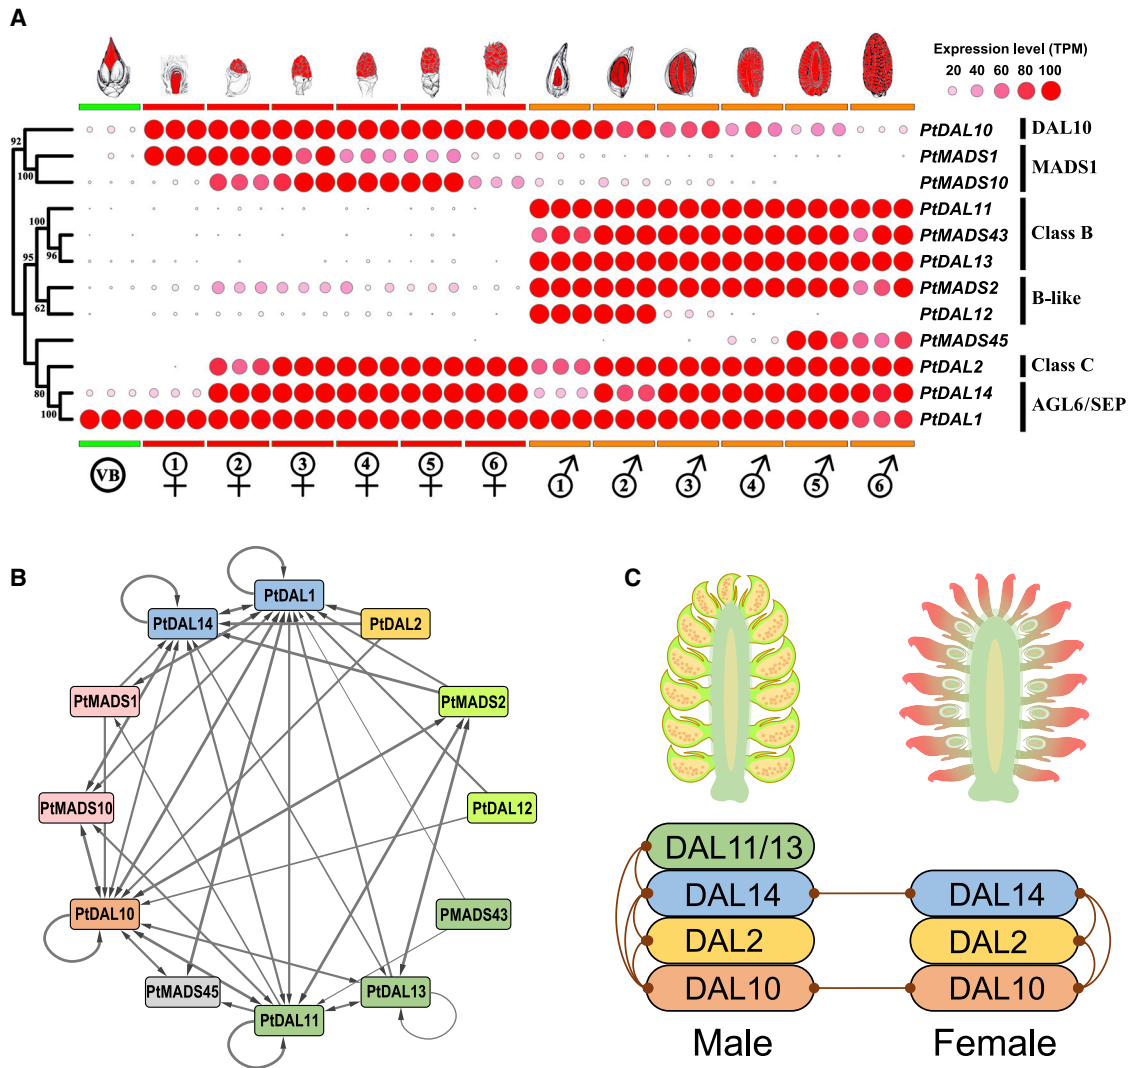 A
Expression level (TPM)
20 40 60 80 100
PtDAL10
DAL10
92
PtMADS1
MADS1
100
PtMADS10
PtDAL11
100
PtMADS43
Class B
96
PtDAL13
95
PtMADS2
B-like
62
PtDAL12
PtMADS45
PtDAL2
Class C
80
PtDAL14
AGL6/SEP
100
PtDAL1
VB 1 2 3 4 5 6 1 2 3 4 5 6
B
PtDAL1
PtDAL14
PtDAL2
PtMADS1
PtMADS2
PtMADS10
PtDAL12
PtDAL10
PMADS43
PtMADS45
PtDAL13
PtDAL11
C
DAL11/13
DAL14 DAL14
DAL2 DAL2
DAL10 DAL10
Male Female